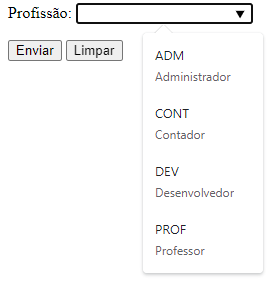 Profissão:
Enviar Limpar
ADM
Administrador
CONT
Contador
DEV
Desenvolvedor
PROF
Professor